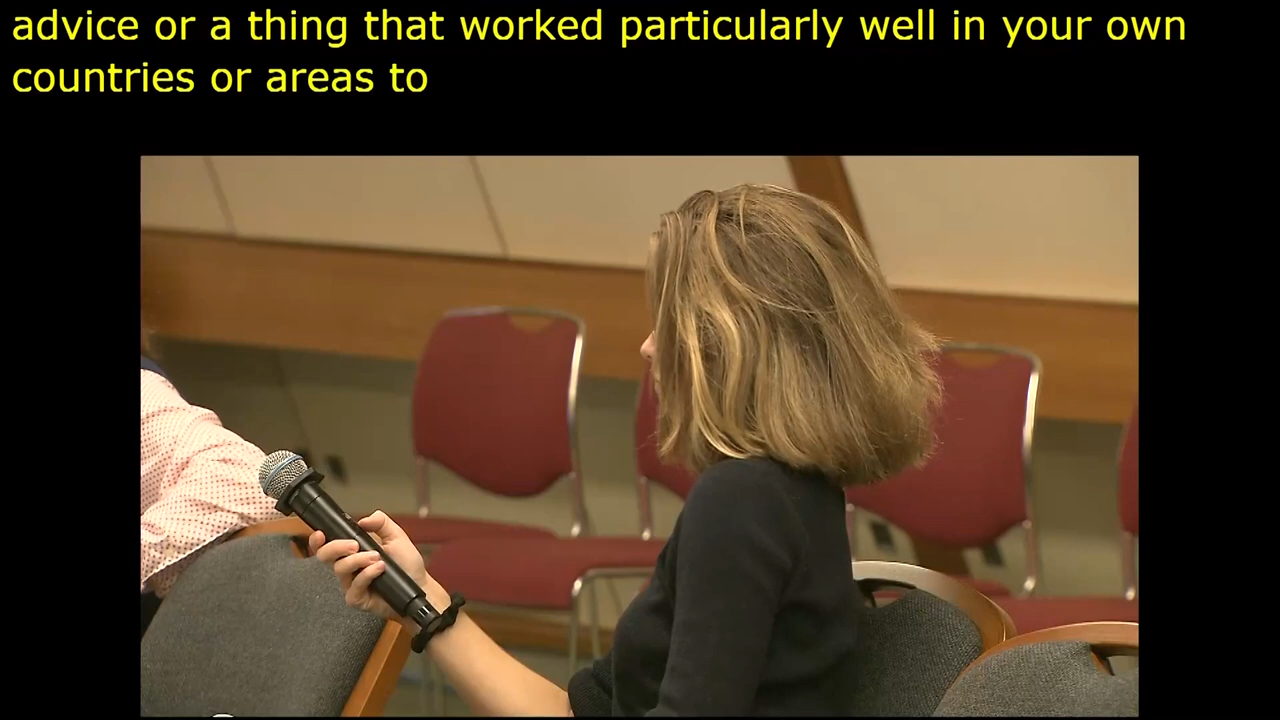 advice or a thing that worked particularly well in your own
countries or areas to